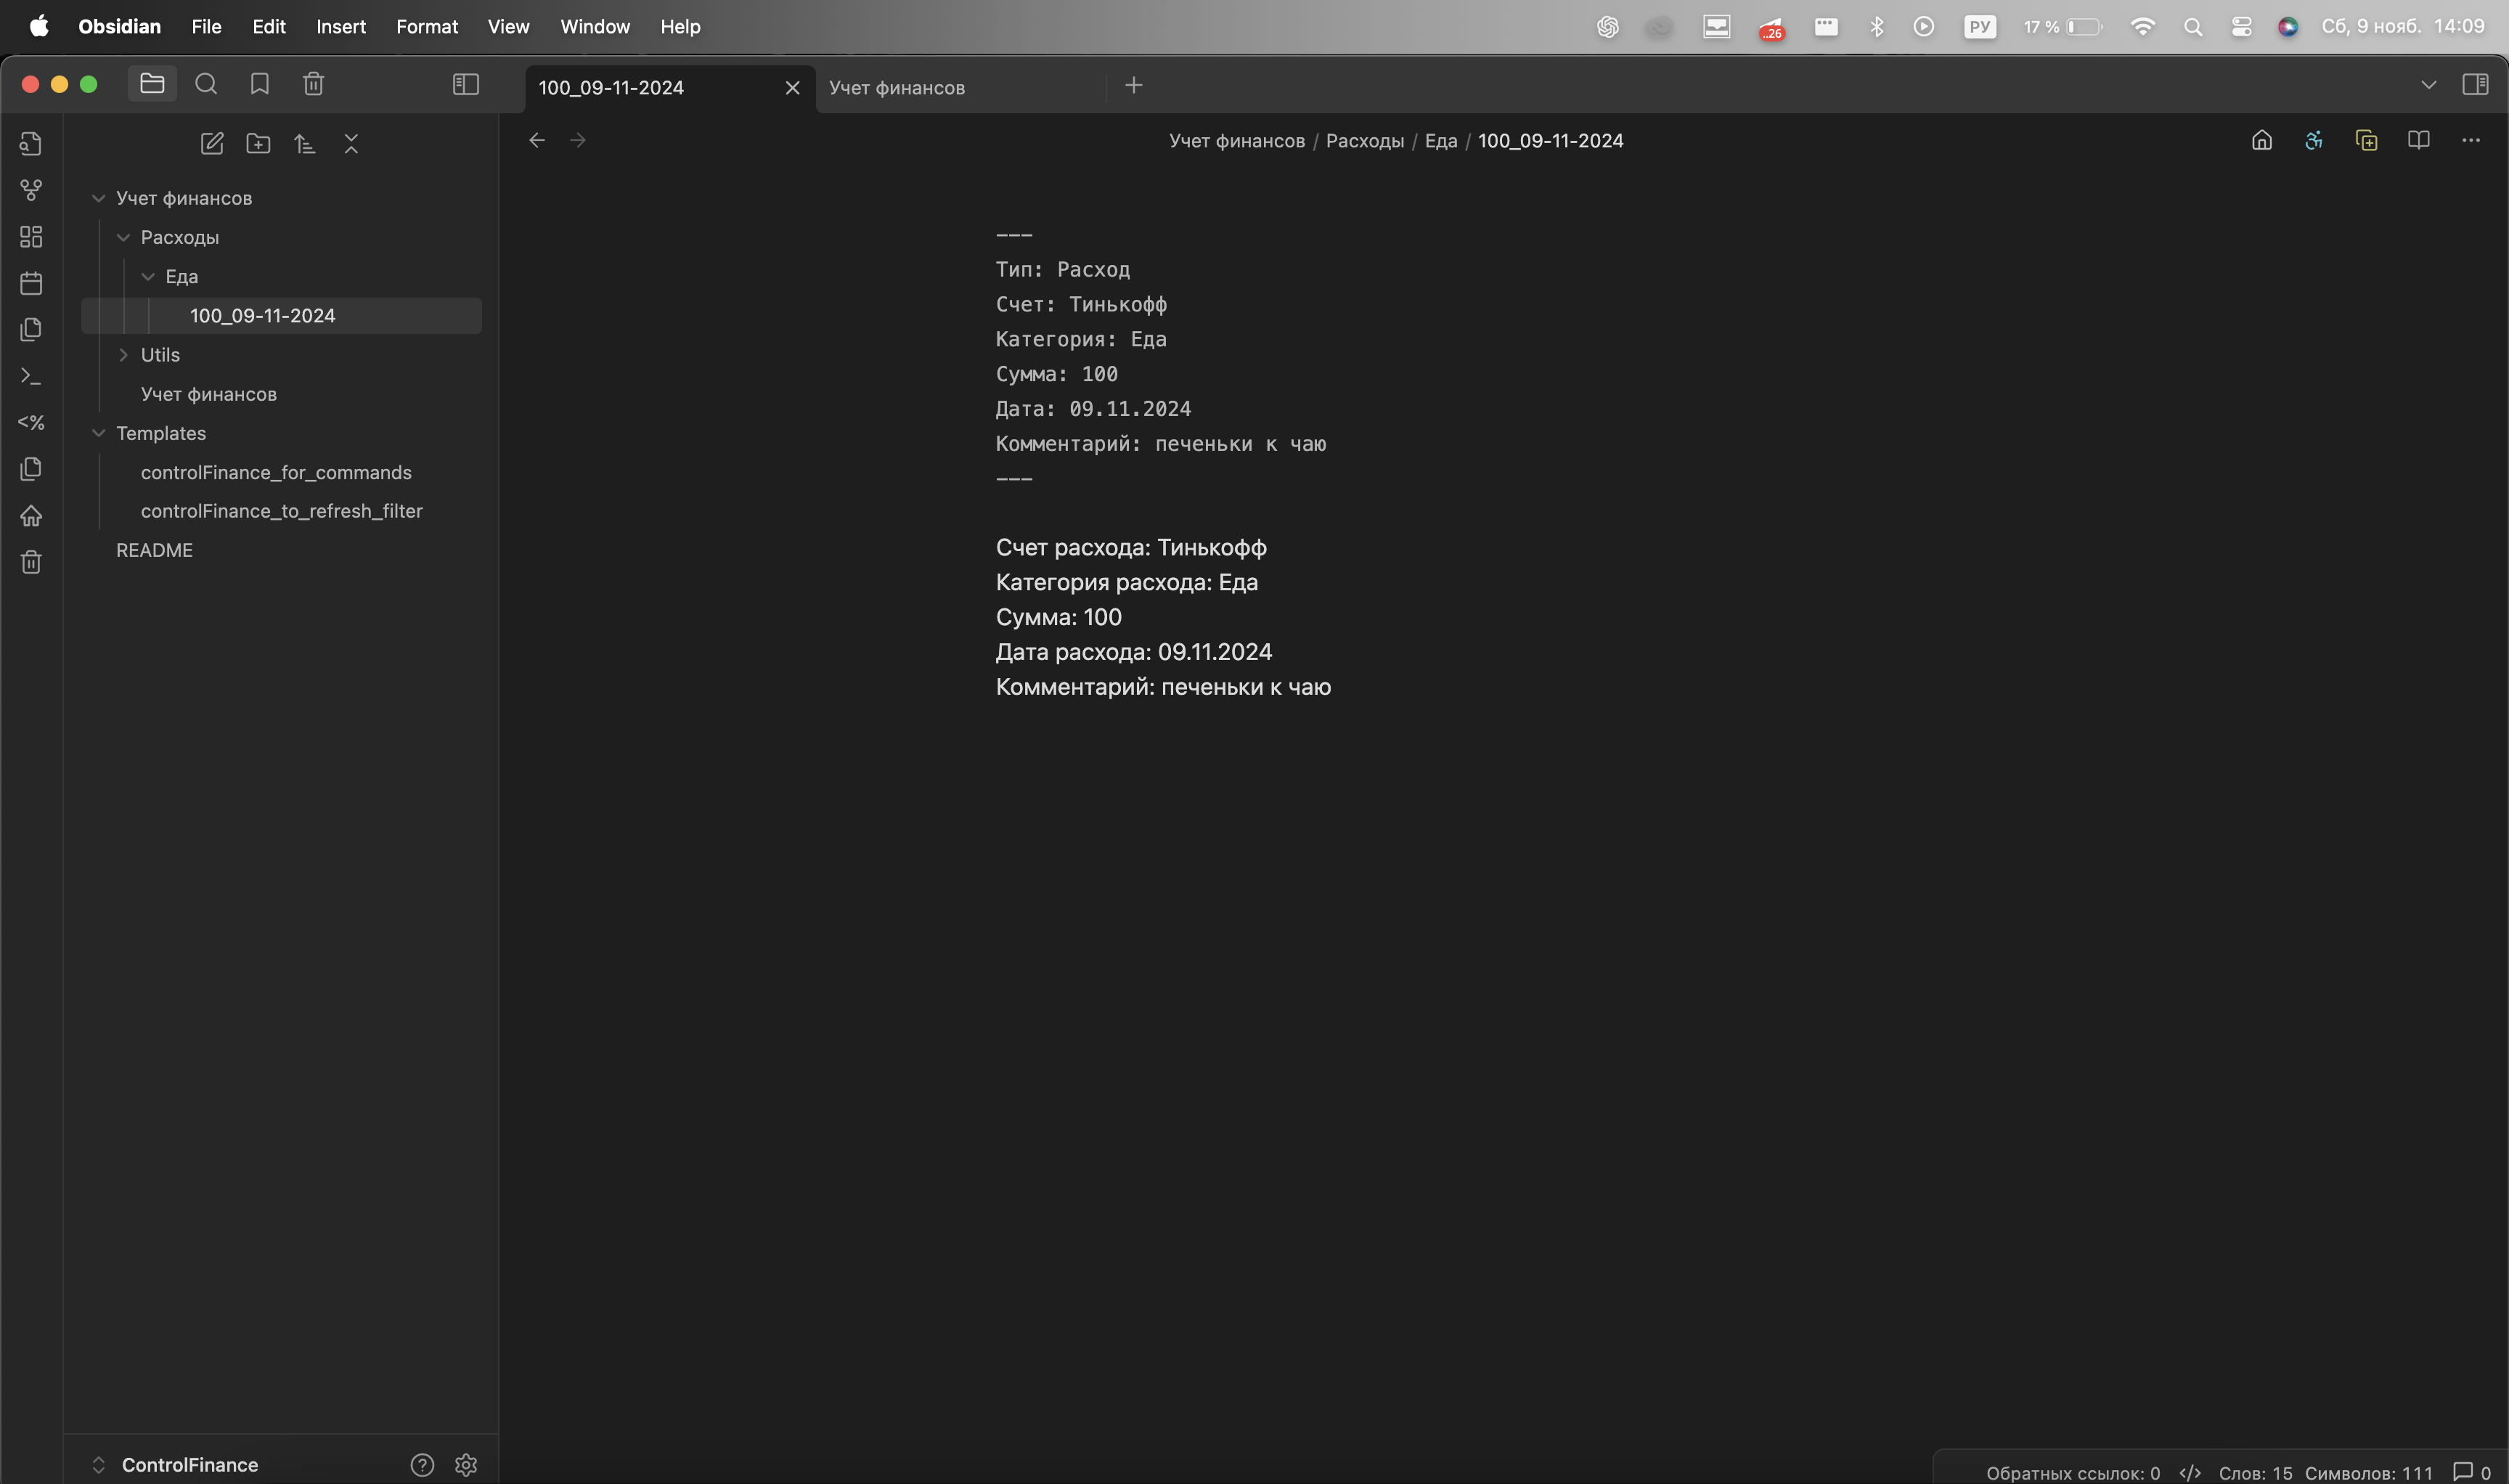 Obsidian File Edit Insert Format View Window Help ..26 РУ 17 % Сб, 9 нояб. 14:09
100_09-11-2024 Учет финансов
Учет финансов / Расходы / Еда / 100_09-11-2024
Учет финансов
Расходы
Еда
100_09-11-2024
Utils
Учет финансов
Templates
controlFinance_for_commands
controlFinance_to_refresh_filter
README
<%
---
Тип: Расход
Счет: Тинькофф
Категория: Еда
Сумма: 100
Дата: 09.11.2024
Комментарий: печеньки к чаю
---
Счет расхода: Тинькофф
Категория расхода: Еда
Сумма: 100
Дата расхода: 09.11.2024
Комментарий: печеньки к чаю
ControlFinance
Обратных ссылок: 0 </> Слов: 15 Символов: 111 0